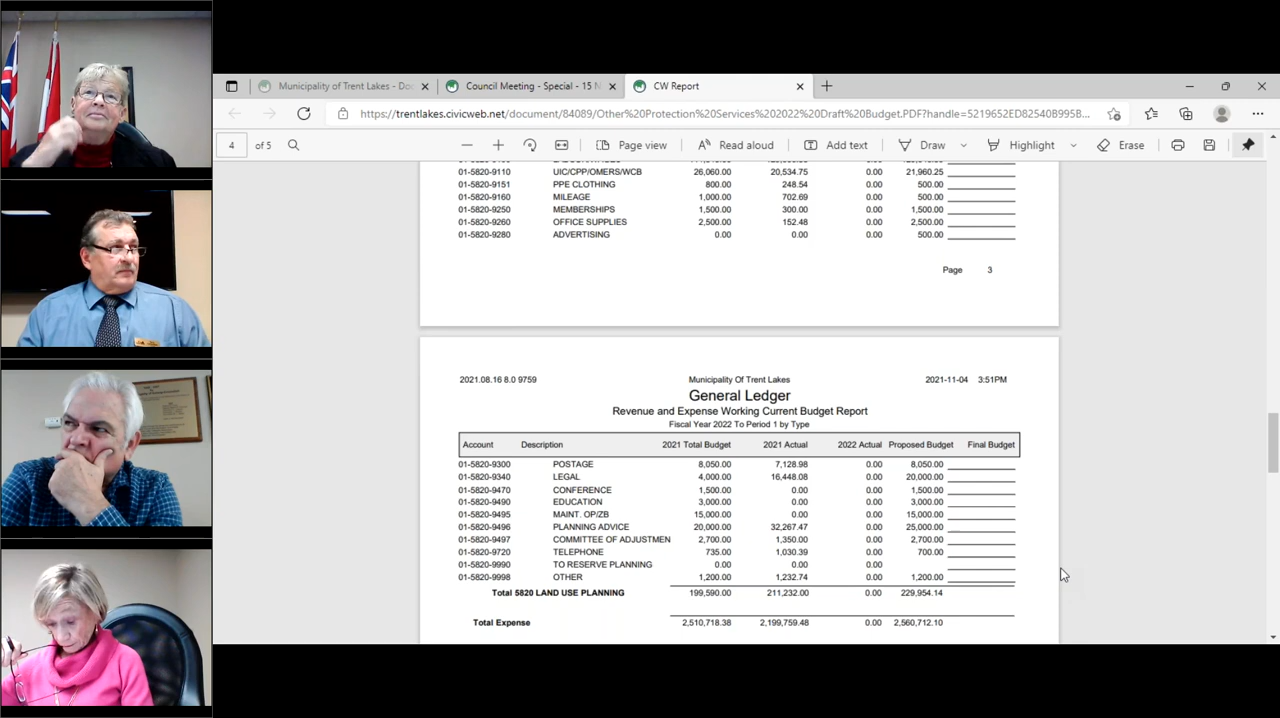 Municipality of Trent Lakes - Doc
Council Meeting - Special - 15 N
CW Report
https://trentlakes.civicweb.net/document/84089/Other%20Protection%20Services%202022%20Draft%20Budget.PDF?handle=5219652ED82540B995B...
4 of 5 Page view Read aloud Add text Draw Highlight Erase
01-5820-9110 UIC/CPP/OMERS/WCB 26,060.00 20,534.75 0.00 21,960.25
01-5820-9151 PPE CLOTHING 800.00 248.54 0.00 500.00
01-5820-9160 MILEAGE 1,000.00 702.69 0.00 500.00
01-5820-9250 MEMBERSHIPS 1,500.00 300.00 0.00 1,500.00
01-5820-9260 OFFICE SUPPLIES 2,500.00 152.48 0.00 2,500.00
01-5820-9280 ADVERTISING 0.00 0.00 0.00 500.00
Page 3
2021.08.16 8.0 9759 Municipality Of Trent Lakes 2021-11-04 3:51PM
General Ledger
Revenue and Expense Working Current Budget Report
Fiscal Year 2022 To Period 1 by Type
Account Description 2021 Total Budget 2021 Actual 2022 Actual Proposed Budget Final Budget
01-5820-9300 POSTAGE 8,050.00 7,128.98 0.00 8,050.00
01-5820-9340 LEGAL 4,000.00 16,448.08 0.00 20,000.00
01-5820-9470 CONFERENCE 1,500.00 0.00 0.00 1,500.00
01-5820-9490 EDUCATION 3,000.00 0.00 0.00 3,000.00
01-5820-9495 MAINT. OP/ZB 15,000.00 0.00 0.00 15,000.00
01-5820-9496 PLANNING ADVICE 20,000.00 32,267.47 0.00 25,000.00
01-5820-9497 COMMITTEE OF ADJUSTMEN 2,700.00 1,350.00 0.00 2,700.00
01-5820-9720 TELEPHONE 735.00 1,030.39 0.00 700.00
01-5820-9990 TO RESERVE PLANNING 0.00 0.00 0.00
01-5820-9998 OTHER 1,200.00 1,232.74 0.00 1,200.00
Total 5820 LAND USE PLANNING 199,590.00 211,232.00 0.00 229,954.14
Total Expense 2,510,718.38 2,199,759.48 0.00 2,560,712.10